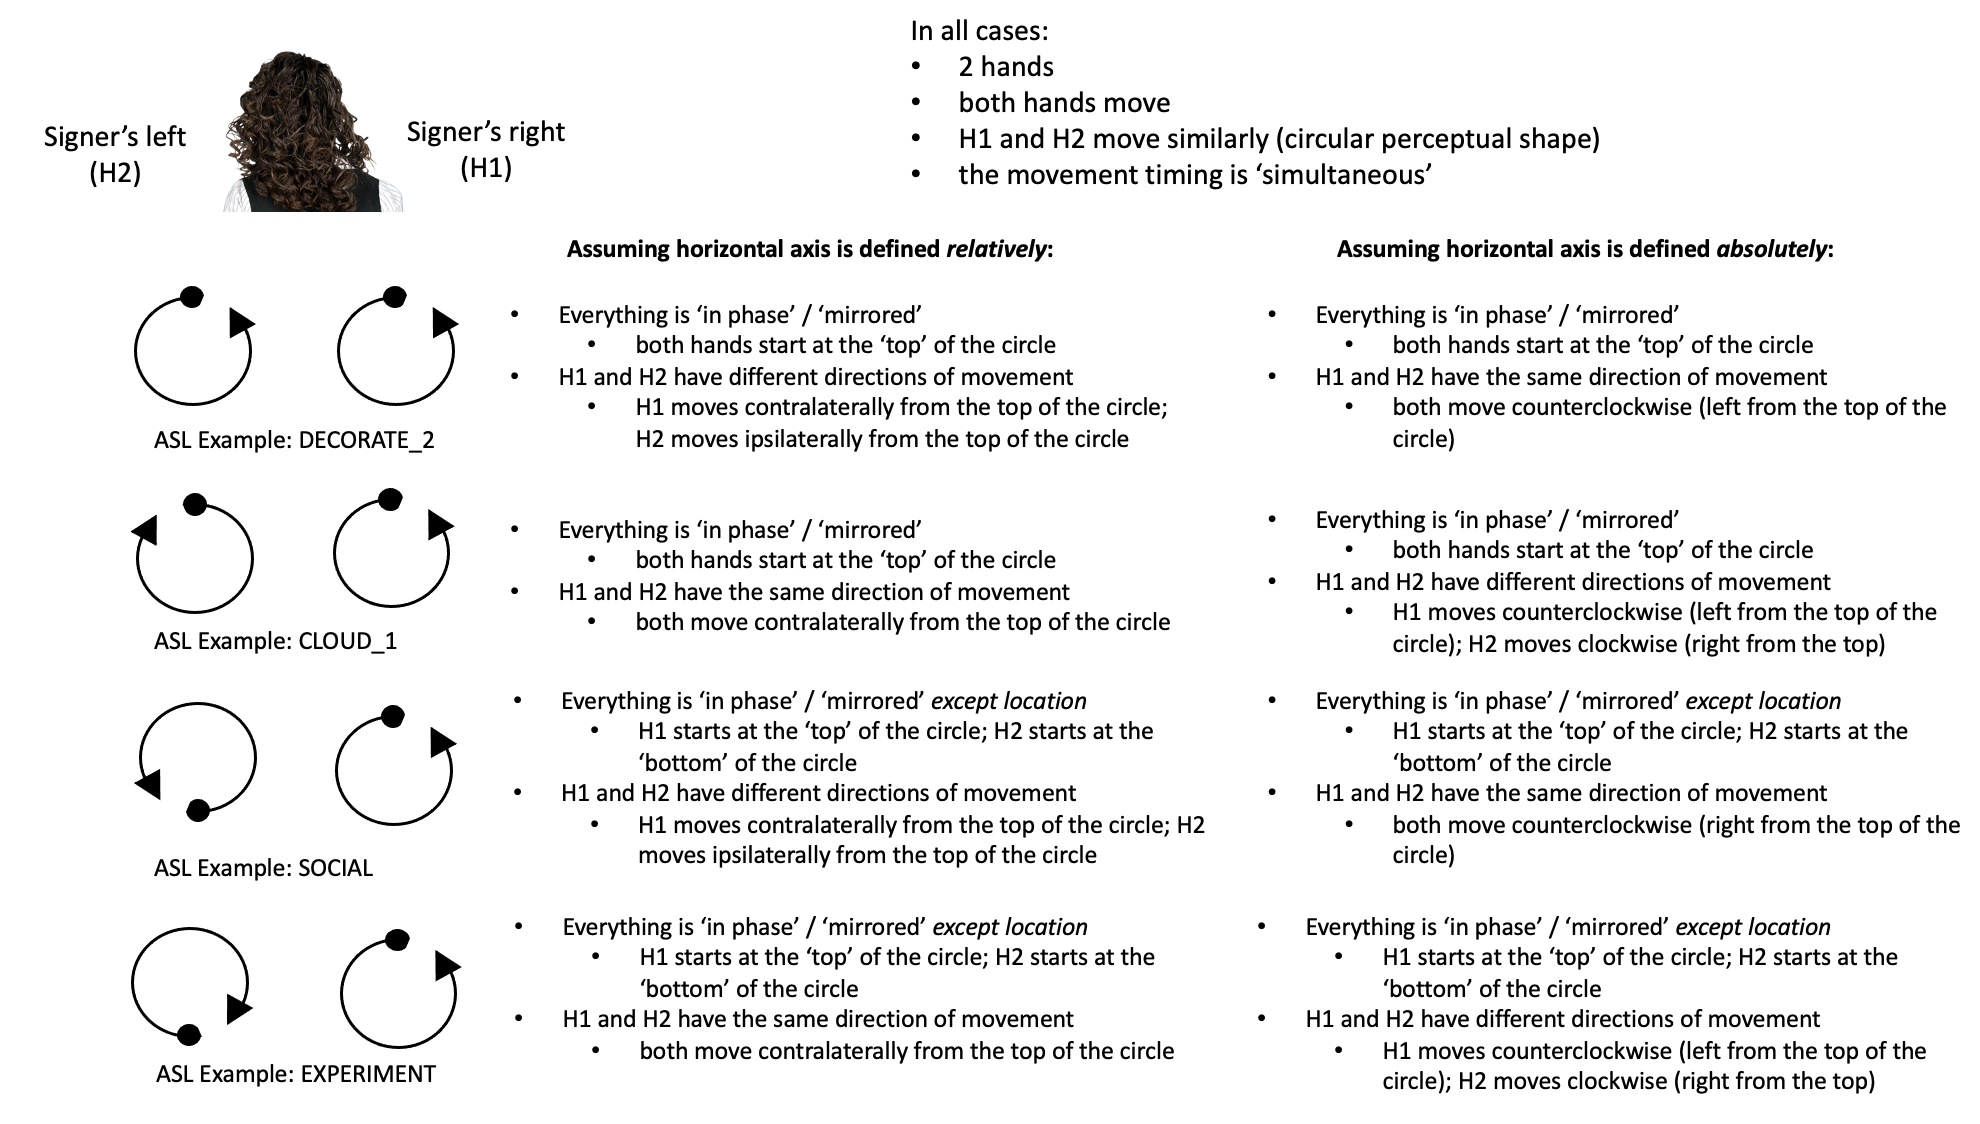 In all cases:
• 2 hands
• both hands move
• H1 and H2 move similarly (circular perceptual shape)
• the movement timing is ‘simultaneous’
Signer’s left
(H2)
Signer’s right
(H1)
Assuming horizontal axis is defined relatively:
Assuming horizontal axis is defined absolutely:
ASL Example: DECORATE_2
• Everything is ‘in phase’ / ‘mirrored’
• both hands start at the ‘top’ of the circle
• H1 and H2 have different directions of movement
• H1 moves contralaterally from the top of the circle;
H2 moves ipsilaterally from the top of the circle
• Everything is ‘in phase’ / ‘mirrored’
• both hands start at the ‘top’ of the circle
• H1 and H2 have the same direction of movement
• both move counterclockwise (left from the top of the
circle)
ASL Example: CLOUD_1
• Everything is ‘in phase’ / ‘mirrored’
• both hands start at the ‘top’ of the circle
• H1 and H2 have the same direction of movement
• both move contralaterally from the top of the circle
• Everything is ‘in phase’ / ‘mirrored’
• both hands start at the ‘top’ of the circle
• H1 and H2 have different directions of movement
• H1 moves counterclockwise (left from the top of the
circle); H2 moves clockwise (right from the top)
ASL Example: SOCIAL
• Everything is ‘in phase’ / ‘mirrored’ except location
• H1 starts at the ‘top’ of the circle; H2 starts at the
‘bottom’ of the circle
• H1 and H2 have different directions of movement
• H1 moves contralaterally from the top of the circle; H2
moves ipsilaterally from the top of the circle
• Everything is ‘in phase’ / ‘mirrored’ except location
• H1 starts at the ‘top’ of the circle; H2 starts at the
‘bottom’ of the circle
• H1 and H2 have the same direction of movement
• both move counterclockwise (right from the top of the
circle)
ASL Example: EXPERIMENT
• Everything is ‘in phase’ / ‘mirrored’ except location
• H1 starts at the ‘top’ of the circle; H2 starts at the
‘bottom’ of the circle
• H1 and H2 have the same direction of movement
• both move contralaterally from the top of the circle
• Everything is ‘in phase’ / ‘mirrored’ except location
• H1 starts at the ‘top’ of the circle; H2 starts at the
‘bottom’ of the circle
• H1 and H2 have different directions of movement
• H1 moves counterclockwise (left from the top of the
circle); H2 moves clockwise (right from the top)